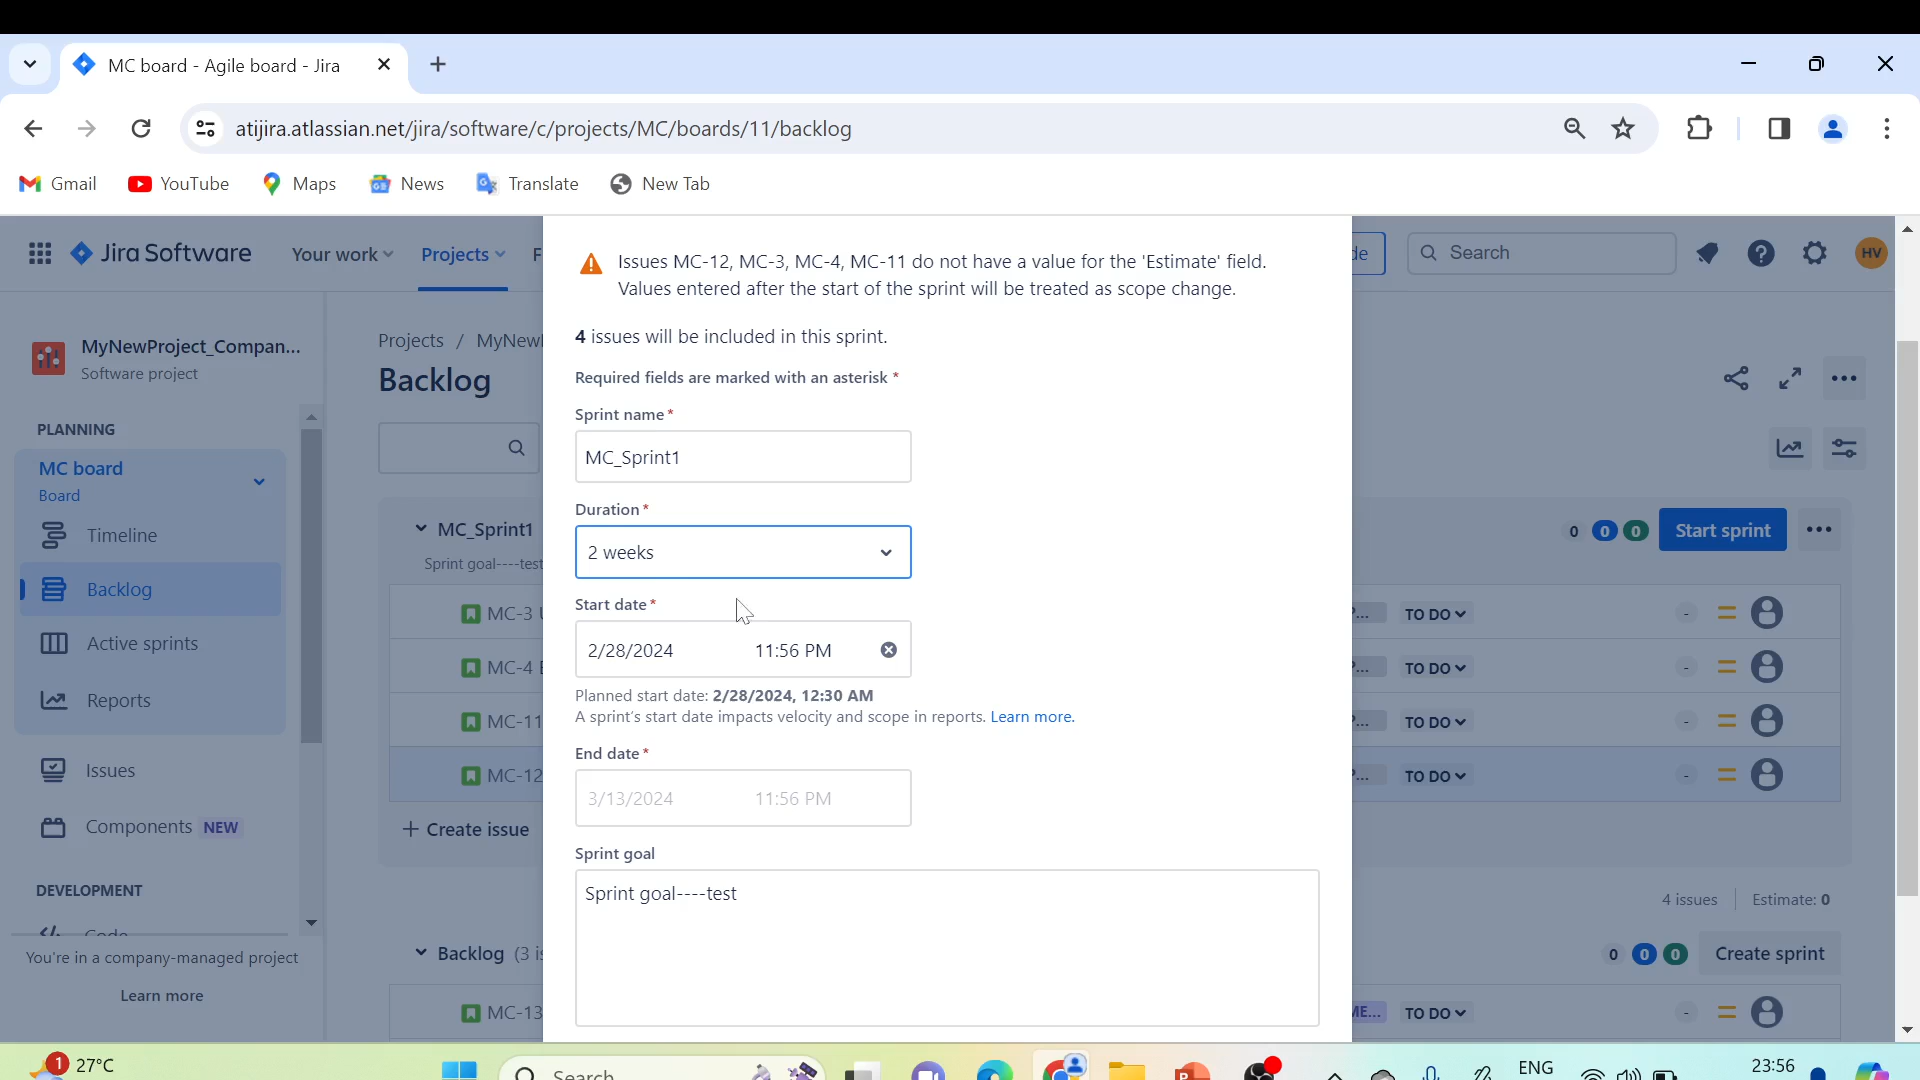 MC board - Agile board - Jira
atijira.atlassian.net/jira/software/c/projects/MC/boards/11/backlog
Gmail
YouTube
Maps
News
Translate
New Tab
Jira Software
Your work
Projects
F
de
Search
HV
MyNewProject_Compan...
Software project
PLANNING
MC board
Board
Timeline
Backlog
Active sprints
Reports
Issues
Components NEW
DEVELOPMENT
Code
You're in a company-managed project
Learn more
Projects / MyNewI
Backlog
MC_Sprint1
Sprint goal----test
0 0 0
Start sprint
MC-3 U
TO DO
-
MC-4 E
TO DO
-
MC-11
TO DO
-
MC-12
TO DO
-
+ Create issue
4 issues
Estimate: 0
Backlog (3 is
0 0 0
Create sprint
MC-13
ME...
TO DO
-
Issues MC-12, MC-3, MC-4, MC-11 do not have a value for the 'Estimate' field.
Values entered after the start of the sprint will be treated as scope change.
4 issues will be included in this sprint.
Required fields are marked with an asterisk *
Sprint name *
MC_Sprint1
Duration *
2 weeks
Start date *
2/28/2024 11:56 PM
Planned start date: 2/28/2024, 12:30 AM
A sprint's start date impacts velocity and scope in reports. Learn more.
End date *
3/13/2024 11:56 PM
Sprint goal
Sprint goal----test
1
27°C
Search
ENG
23:56